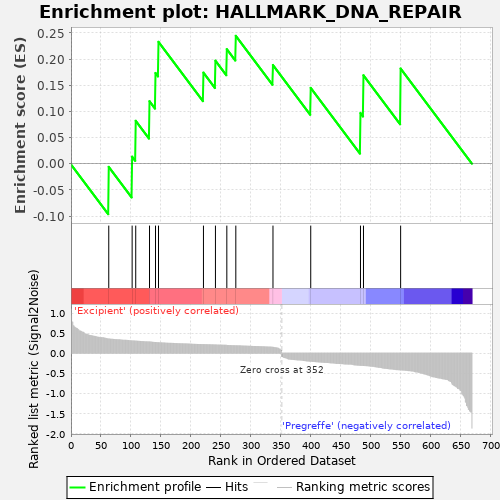 Enrichment plot: HALLMARK_DNA_REPAIR
Enrichment score (ES)
0.25
0.20
0.15
0.10
0.05
0.00
-0.05
-0.10
'Excipient' (positively correlated)
'Pregreffe' (negatively correlated)
Zero cross at 352
Ranked list metric (Signal2Noise)
1.0
0.5
0.0
-0.5
-1.0
-1.5
-2.0
0 50 100 150 200 250 300 350 400 450 500 550 600 650 700
Rank in Ordered Dataset
Enrichment profile Hits Ranking metric scores